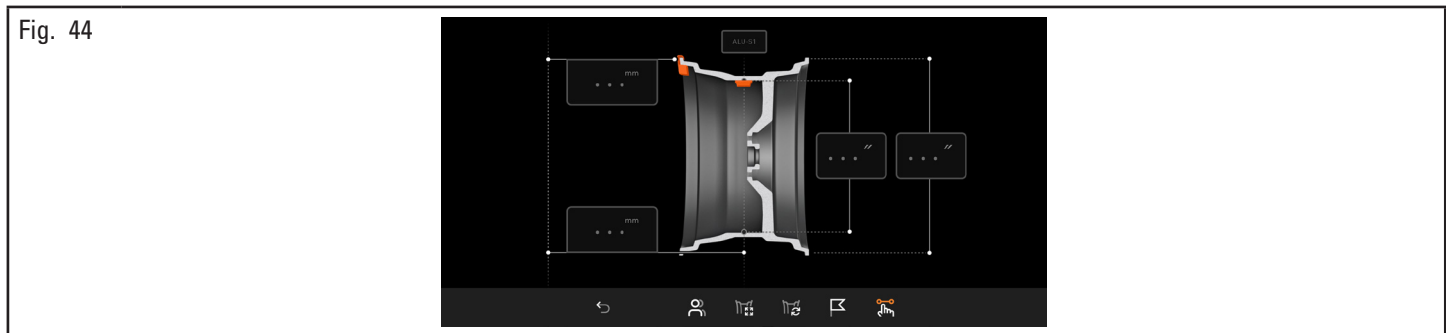 Fig. 44
ALU-S1
mm
. . .
. . . ″
. . . ″
mm
. . .